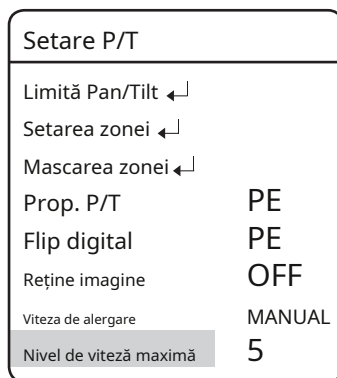 Setare P/T
Limită Pan/Tilt ↵
Setarea zonei ↵
Mascarea zonei ↵
Prop. P/T PE
Flip digital PE
Reține imagine OFF
Viteza de alergare MANUAL
Nivel de viteză maximă 5